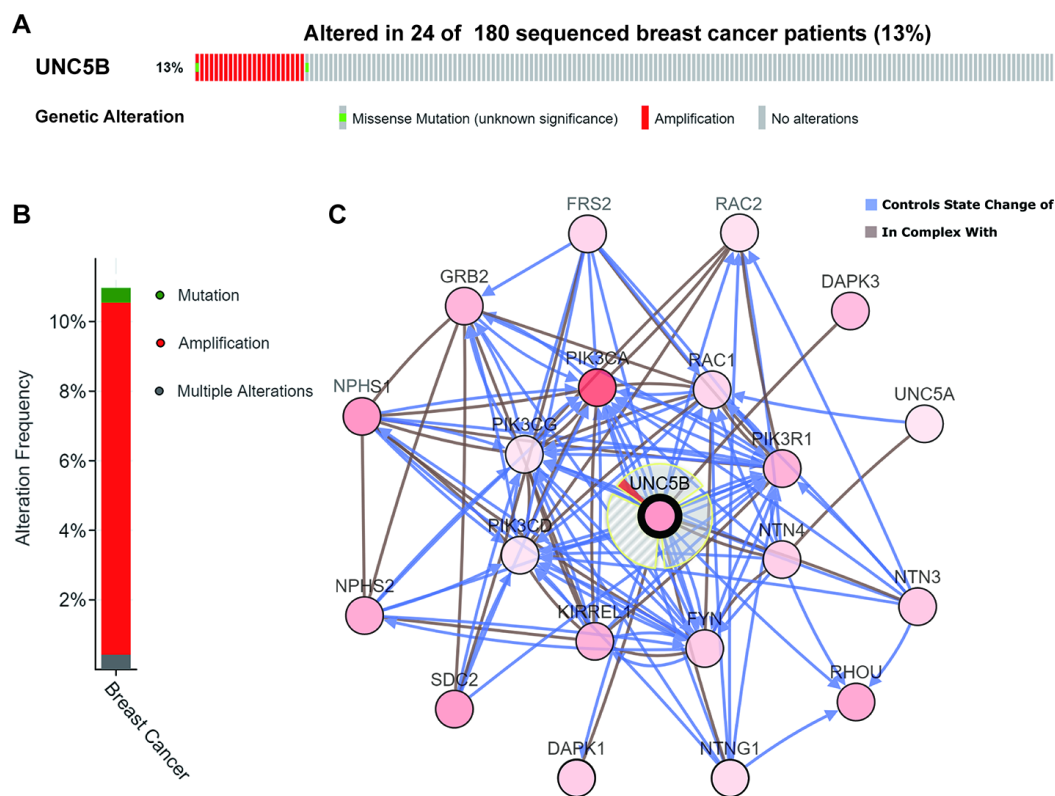 A
Altered in 24 of 180 sequenced breast cancer patients (13%)
UNC5B
13%
Genetic Alteration
Missense Mutation (unknown significance)
Amplification
No alterations
B
Alteration Frequency
10%
8%
6%
4%
2%
Breast Cancer
Mutation
Amplification
Multiple Alterations
C
Controls State Change of
In Complex With
FRS2
RAC2
GRB2
DAPK3
PIK3CA
RAC1
NPHS1
UNC5A
PIK3CG
PIK3R1
UNC5B
PIK3CD
NTN4
NPHS2
NTN3
KIRREL1
FYN
SDC2
RHOU
DAPK1
NTNG1